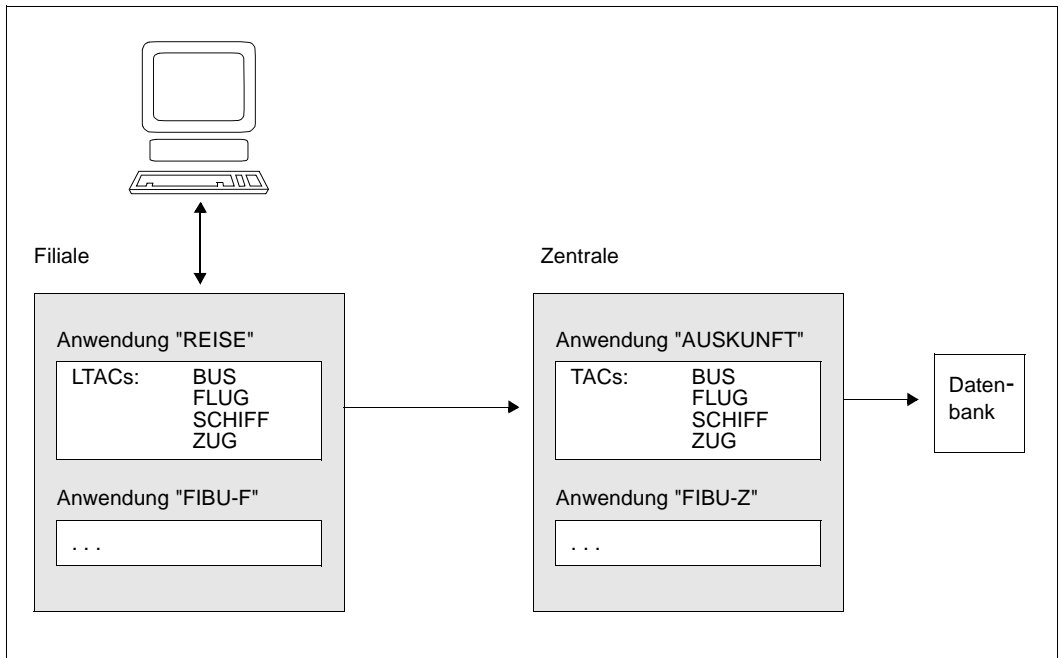 Filiale
Zentrale
Anwendung "REISE"
LTACs: BUS
FLUG
SCHIFF
ZUG
Anwendung "FIBU-F"
. . .
Anwendung "AUSKUNFT"
TACs: BUS
FLUG
SCHIFF
ZUG
Anwendung "FIBU-Z"
. . .
Daten-
bank